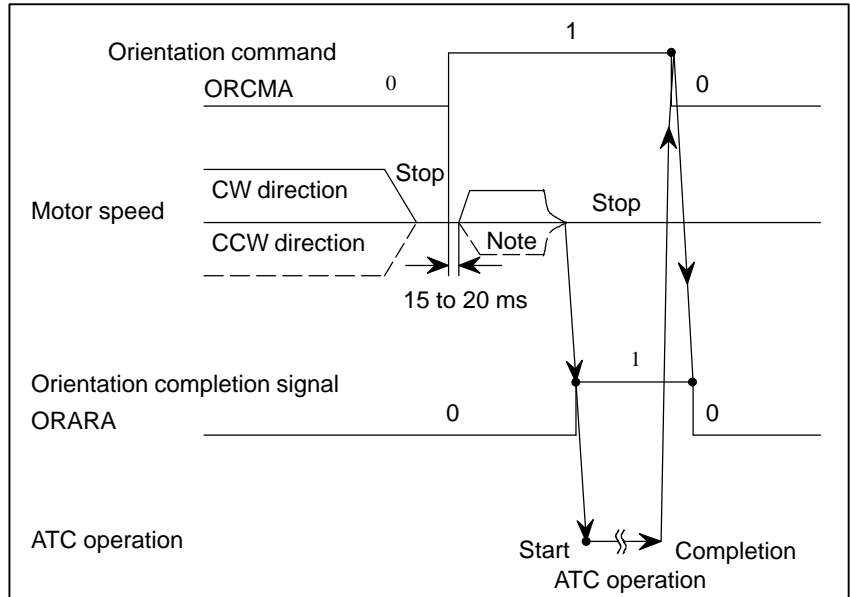 1
Orientation command
ORCMA
0
0
Stop
CW direction
Motor speed
Stop
CCW direction
Note
15 to 20 ms
1
Orientation completion signal
ORARA
0
0
ATC operation
Start
Completion
ATC operation